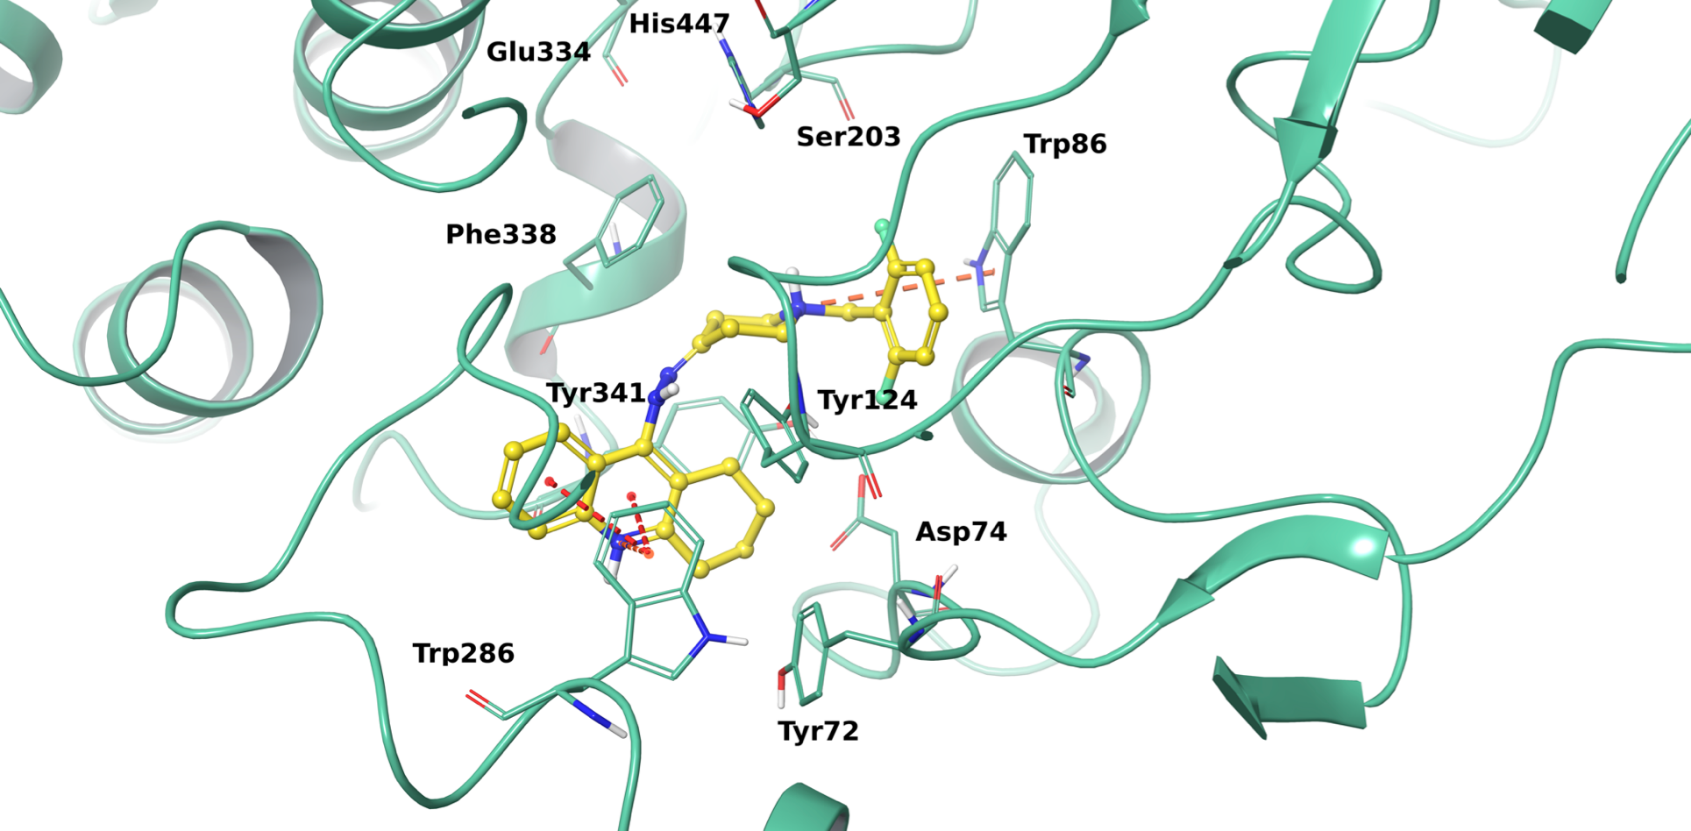 His447
Glu334
Ser203
Trp86
Phe338
Tyr341
Tyr124
Asp74
Trp286
Tyr72